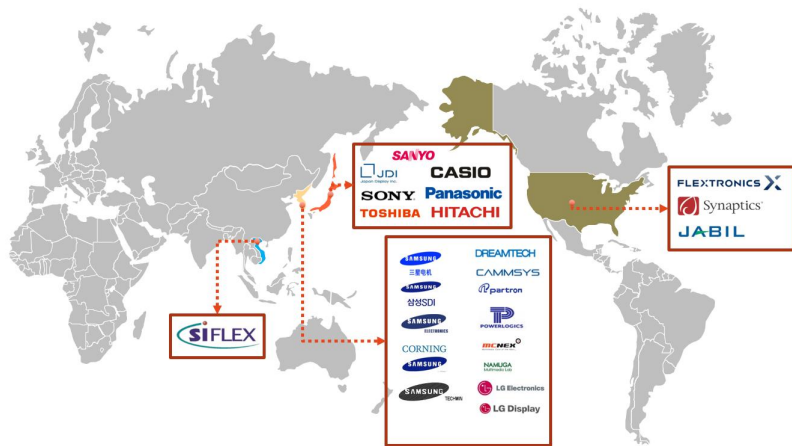 SANYO
JDI
Japan Display Inc.
CASIO
SONY
Panasonic
TOSHIBA
HITACHI
FLEXTRONICS
Synaptics
JABIL
SiFLEX
SAMSUNG
三星电机
SAMSUNG
삼성SDI
SAMSUNG
ELECTRONICS
CORNING
SAMSUNG
SAMSUNG
TECHWIN
DREAMTECH
CAMMSYS
partron
POWERLOGICS
MCNEX
NAMUGA
Multimedia Lab
LG Electronics
LG Display